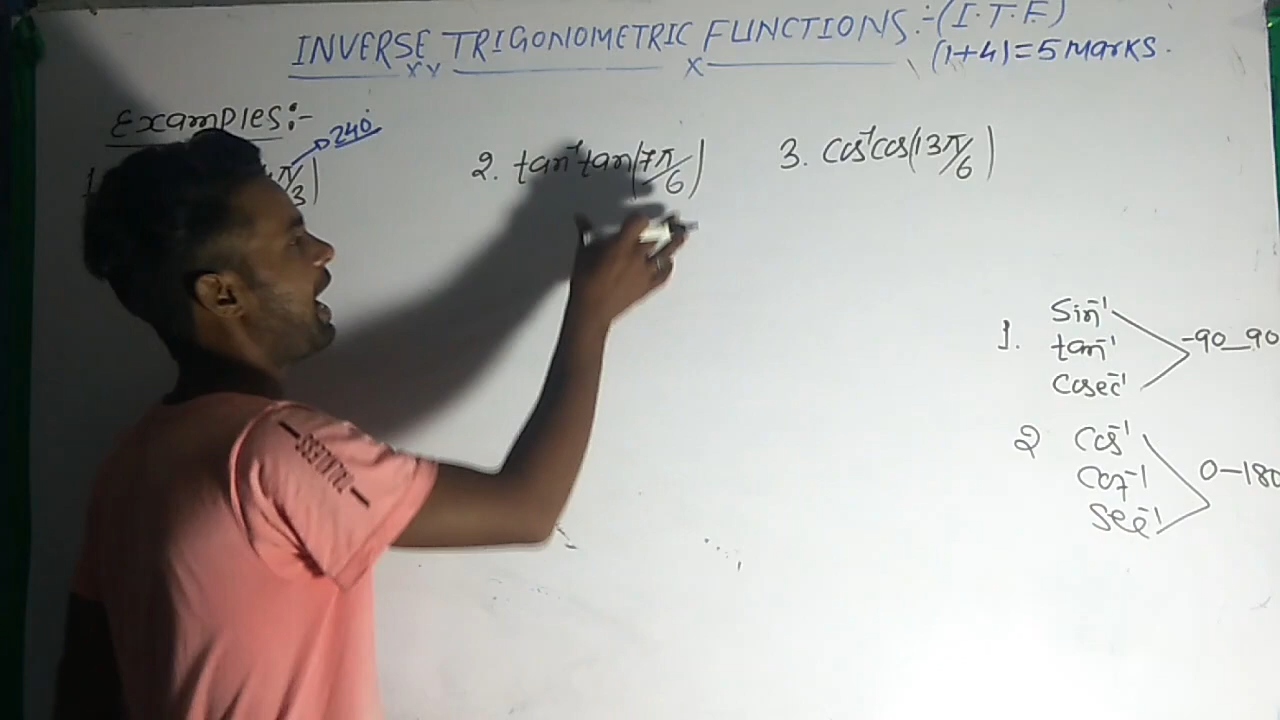 INVERSE TRIGONOMETRIC FUNCTIONS:-(I.T.F.)
(1+4)=5 Marks.
Examples:-
240°
π/3)
2. tan⁻¹tan(7π/6)
3. cos⁻¹cos(13π/6)
1. Sin⁻¹
tan⁻¹
Cosec⁻¹
-90_90
2 Cos⁻¹
Cot⁻¹
Sec⁻¹
0-180